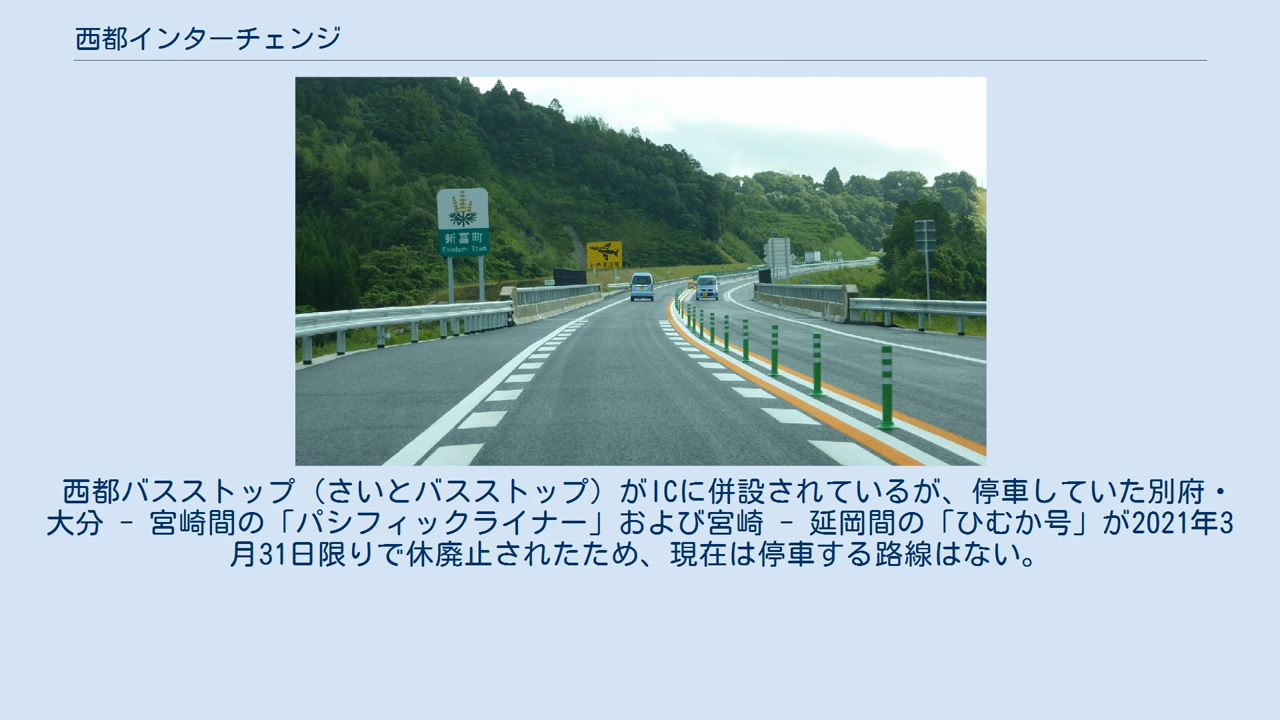 西都インターチェンジ
新富町
Shintomi Town
西都バスストップ（さいとバスストップ）がICに併設されているが、停車していた別府・
大分 - 宮崎間の「パシフィックライナー」および宮崎 - 延岡間の「ひむか号」が2021年3
月31日限りで休廃止されたため、現在は停車する路線はない。